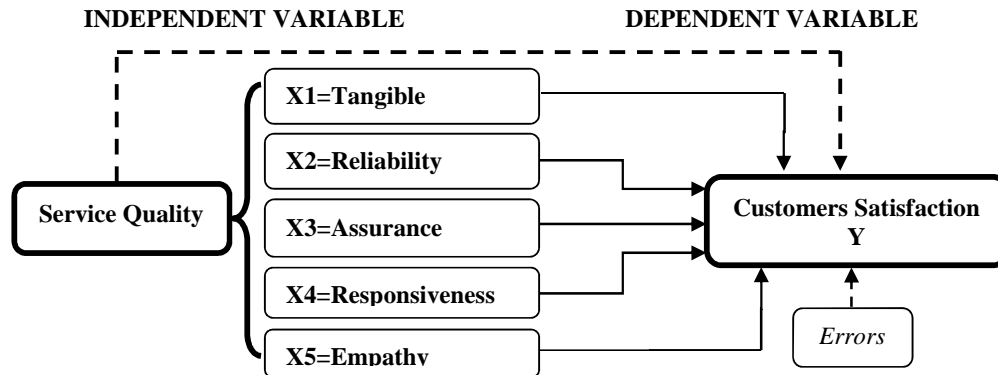 INDEPENDENT VARIABLE
DEPENDENT VARIABLE
X1=Tangible
X2=Reliability
Service Quality
X3=Assurance
Customers Satisfaction
Y
X4=Responsiveness
Errors
X5=Empathy